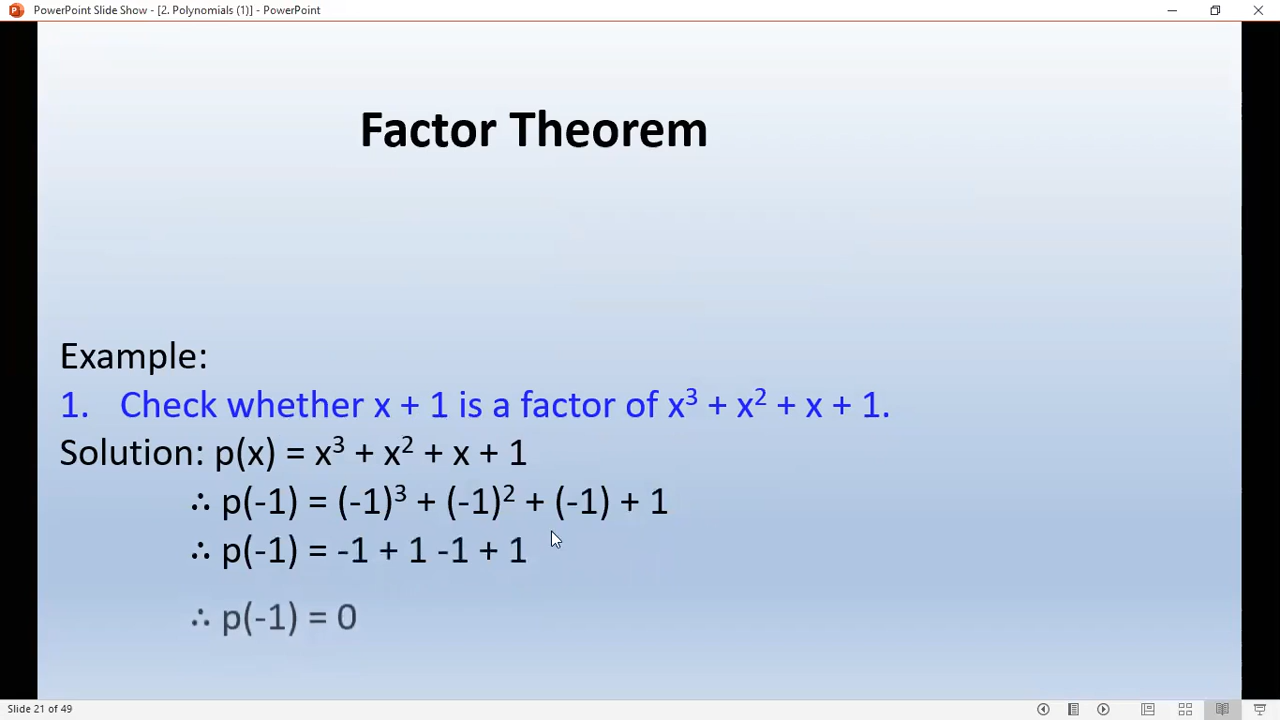 PowerPoint Slide Show - [2. Polynomials (1)] - PowerPoint
Factor Theorem
Example:
1. Check whether x + 1 is a factor of x³ + x² + x + 1.
Solution: p(x) = x³ + x² + x + 1
∴ p(-1) = (-1)³ + (-1)² + (-1) + 1
∴ p(-1) = -1 + 1 -1 + 1
∴ p(-1) = 0
Slide 21 of 49